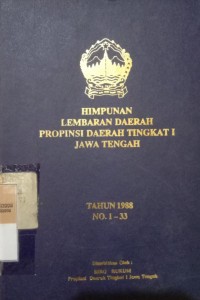 HIMPUNAN
LEMBARAN DAERAH
PROPINSI DAERAH TINGKAT I
JAWA TENGAH
TAHUN 1988
NO. 1 - 33
Diterbitkan Oleh :
BIRO HUKUM
Propinsi Daerah Tingkat I Jawa Tengah